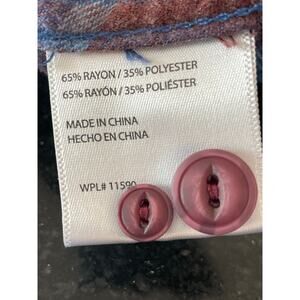 65% RAYON / 35% POLYESTER
65% RAYÓN / 35% POLIÉSTER
MADE IN CHINA
HECHO EN CHINA
WPL# 11590